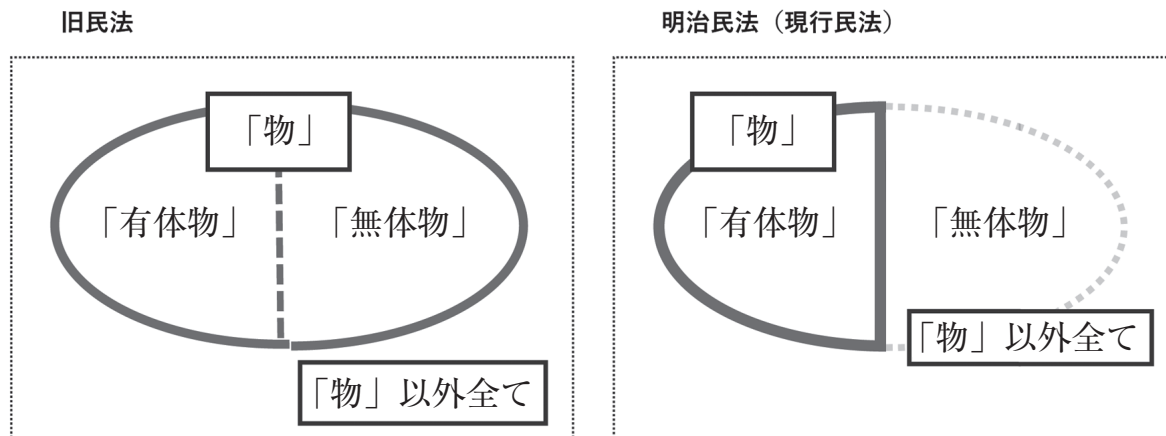 旧民法
「物」
「有体物」
「無体物」
「物」以外全て
明治民法（現行民法）
「物」
「有体物」
「無体物」
「物」以外全て